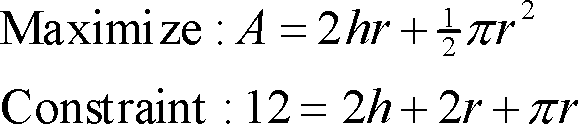 Maximize : A = 2hr + ½πr²
Constraint : 12 = 2h + 2r + πr